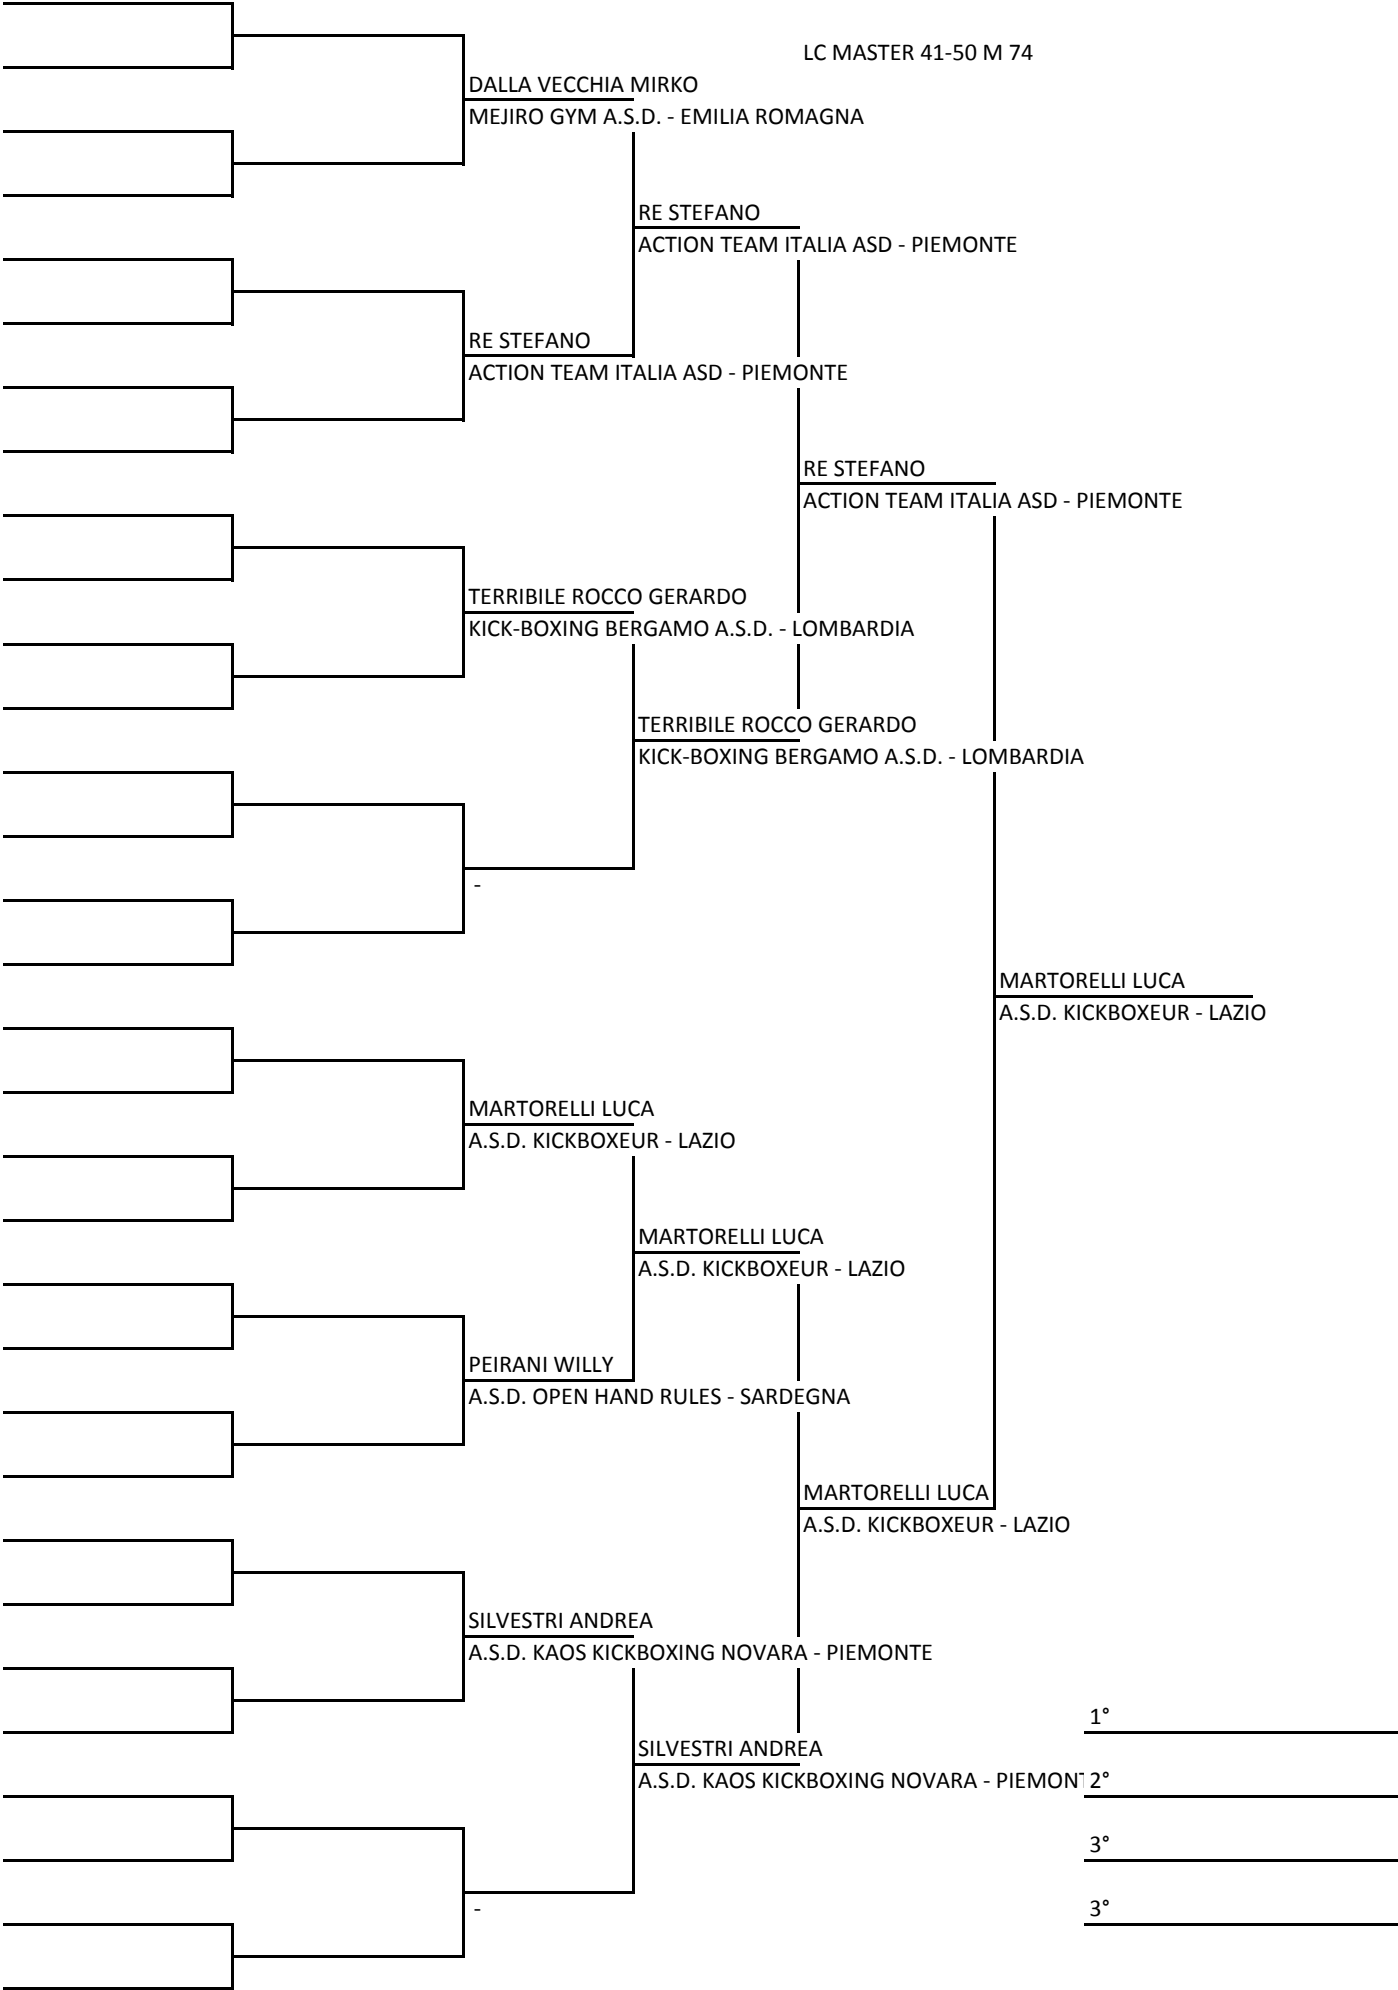 LC MASTER 41-50 M 74
DALLA VECCHIA MIRKO
MEJIRO GYM A.S.D. - EMILIA ROMAGNA
RE STEFANO
ACTION TEAM ITALIA ASD - PIEMONTE
RE STEFANO
ACTION TEAM ITALIA ASD - PIEMONTE
RE STEFANO
ACTION TEAM ITALIA ASD - PIEMONTE
TERRIBILE ROCCO GERARDO
KICK-BOXING BERGAMO A.S.D. - LOMBARDIA
TERRIBILE ROCCO GERARDO
KICK-BOXING BERGAMO A.S.D. - LOMBARDIA
-
MARTORELLI LUCA
A.S.D. KICKBOXEUR - LAZIO
MARTORELLI LUCA
A.S.D. KICKBOXEUR - LAZIO
MARTORELLI LUCA
A.S.D. KICKBOXEUR - LAZIO
PEIRANI WILLY
A.S.D. OPEN HAND RULES - SARDEGNA
MARTORELLI LUCA
A.S.D. KICKBOXEUR - LAZIO
SILVESTRI ANDREA
A.S.D. KAOS KICKBOXING NOVARA - PIEMONTE
1°
SILVESTRI ANDREA
A.S.D. KAOS KICKBOXING NOVARA - PIEMONT
2°
3°
-
3°